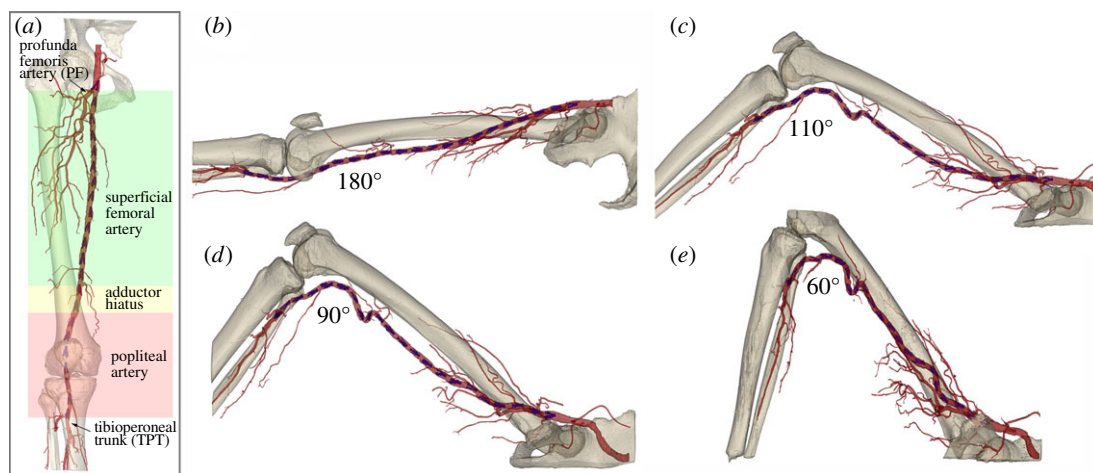 (a)
profunda
femoris
artery (PF)
superficial
femoral
artery
adductor
hiatus
popliteal
artery
tibioperoneal
trunk (TPT)
(b)
180°
(c)
110°
(d)
90°
(e)
60°